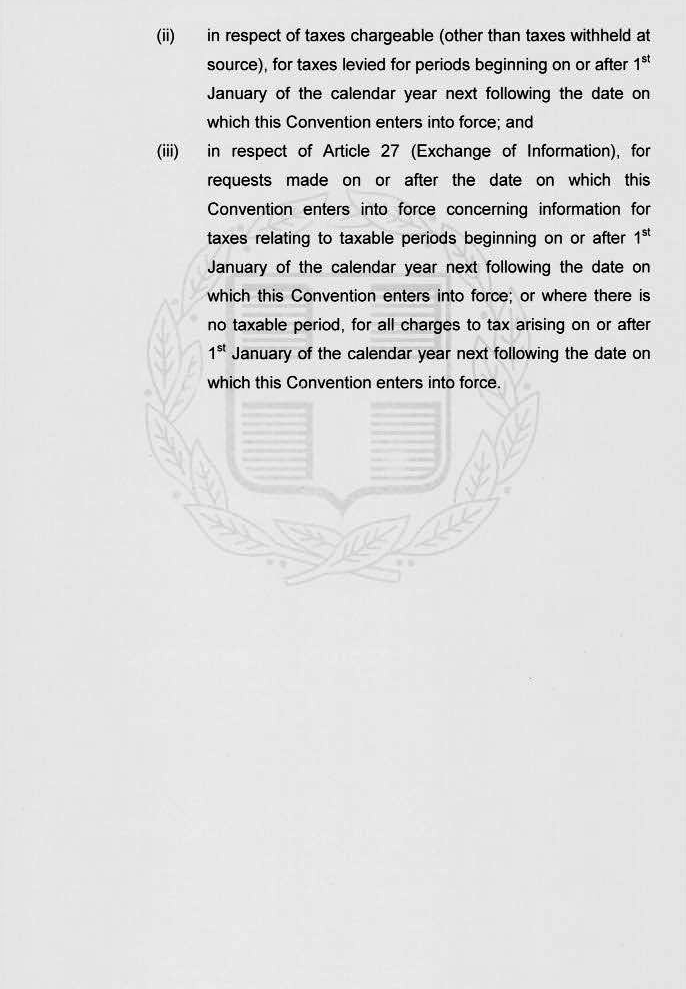 (ii) in respect of taxes chargeable (other than taxes withheld at
source), for taxes levied for periods beginning on or after 1st
January of the calendar year next following the date on
which this Convention enters into force; and
(iii) in respect of Article 27 (Exchange of Information), for
requests made on or after the date on which this
Convention enters into force concerning information for
taxes relating to taxable periods beginning on or after 1st
January of the calendar year next following the date on
which this Convention enters into force; or where there is
no taxable period, for all charges to tax arising on or after
1st January of the calendar year next following the date on
which this Convention enters into force.